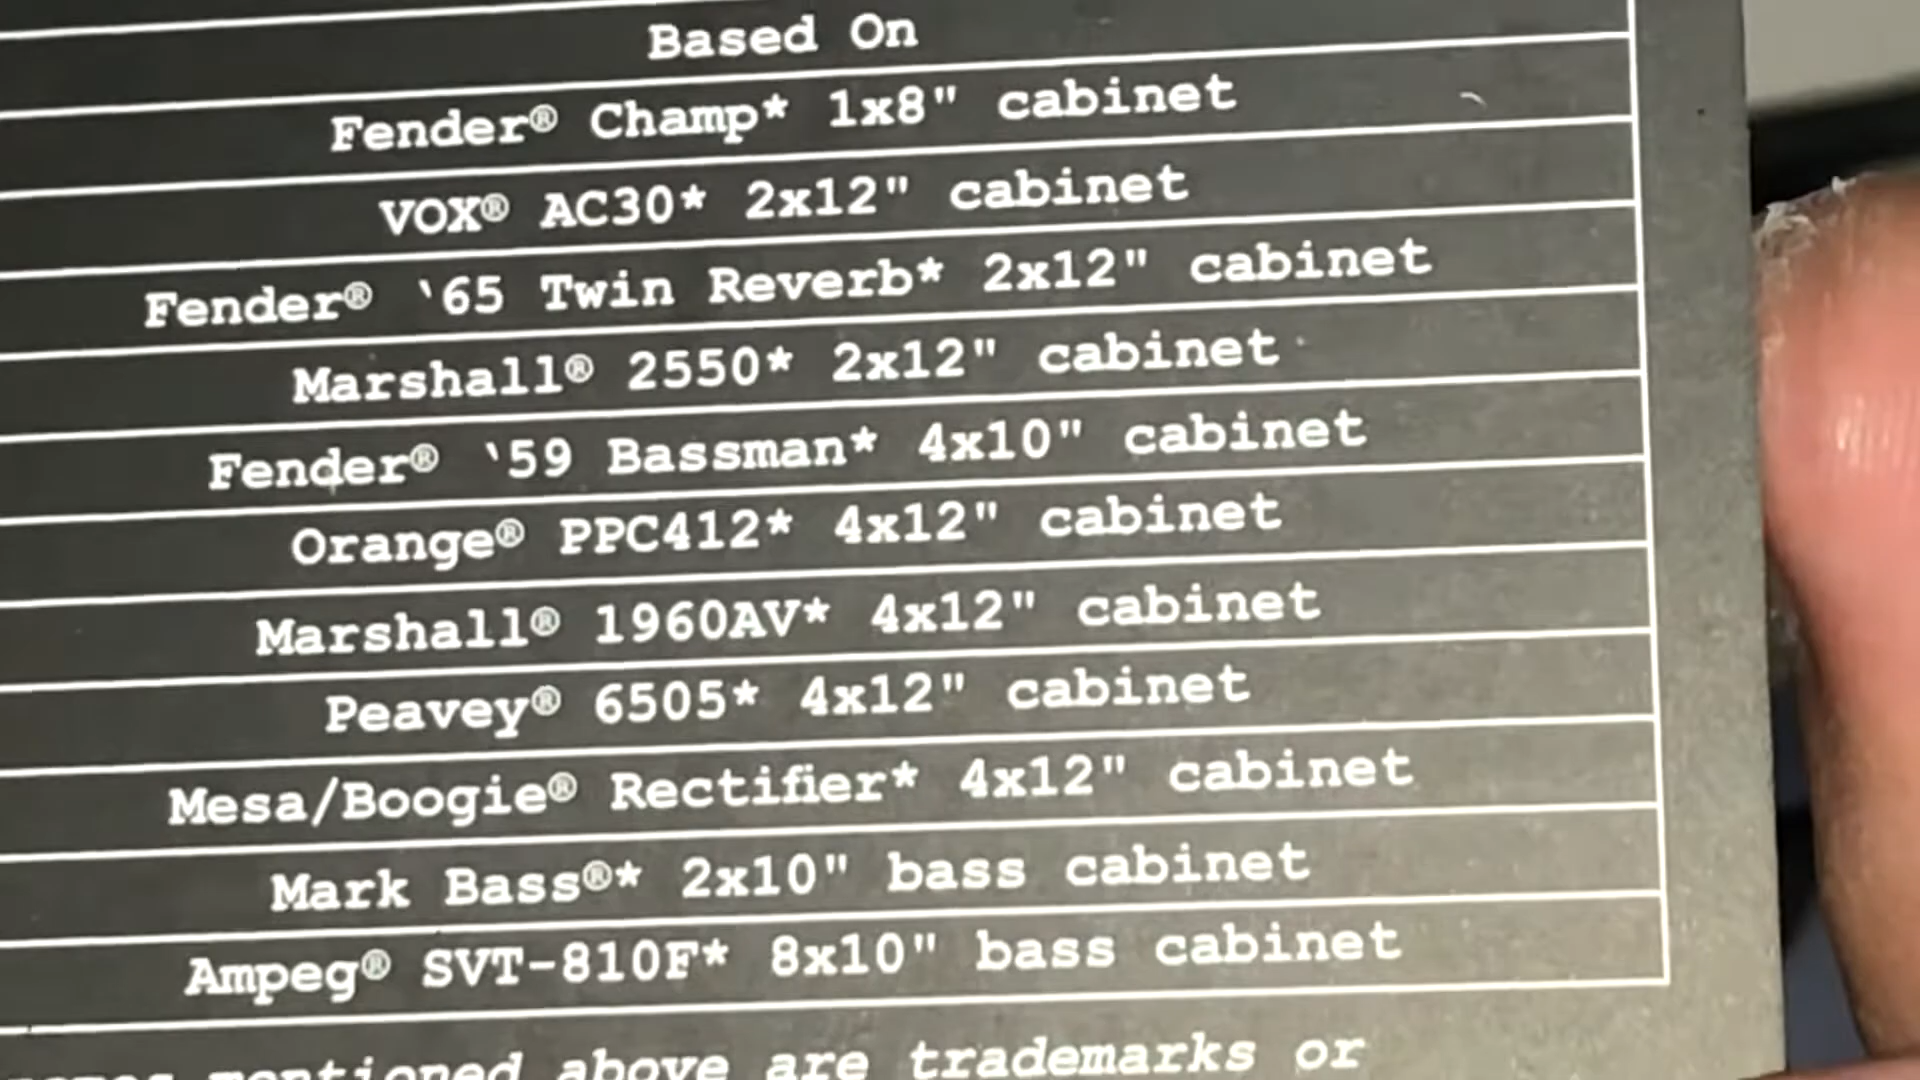 Based On
Fender® Champ* 1x8" cabinet
VOX® AC30* 2x12" cabinet
Fender® ‘65 Twin Reverb* 2x12" cabinet
Marshall® 2550* 2x12" cabinet
Fender® ‘59 Bassman* 4x10" cabinet
Orange® PPC412* 4x12" cabinet
Marshall® 1960AV* 4x12" cabinet
Peavey® 6505* 4x12" cabinet
Mesa/Boogie® Rectifier* 4x12" cabinet
Mark Bass®* 2x10" bass cabinet
Ampeg® SVT-810F* 8x10" bass cabinet
mentioned above are trademarks or